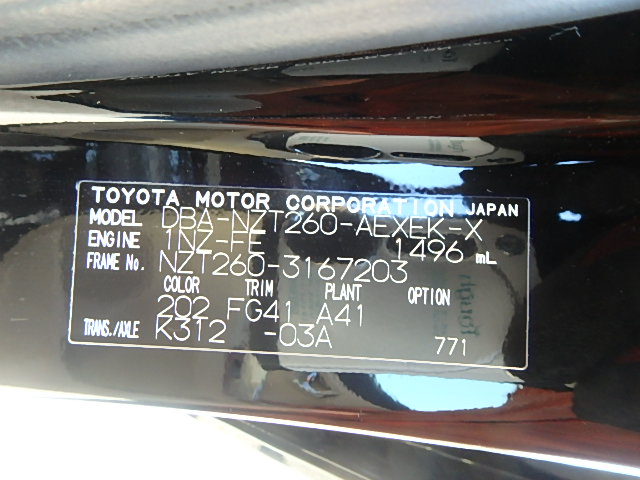 TOYOTA MOTOR CORPORATION JAPAN
MODEL DBA-NZT260-AEXEK-X
ENGINE 1NZ-FE 1496 mL
FRAME No. NZT260-3167203
COLOR TRIM PLANT OPTION
202 FG41 A41
TRANS./AXLE K312 -03A
771